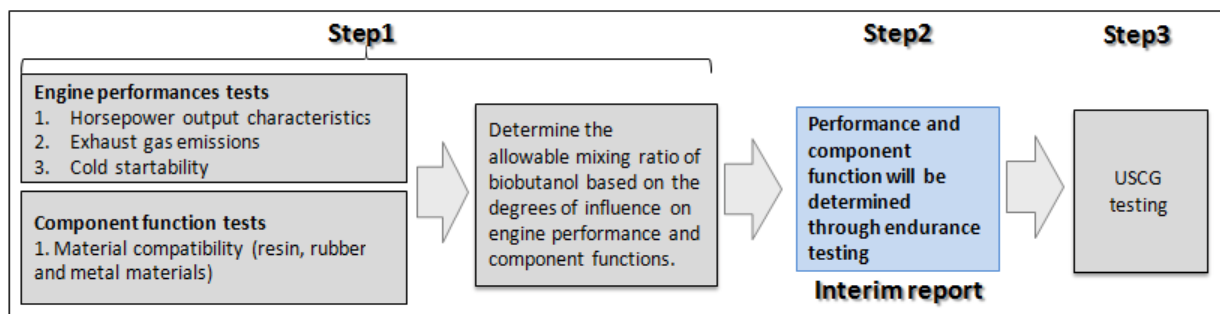 Step1
Engine performances tests
1. Horsepower output characteristics
2. Exhaust gas emissions
3. Cold startability
Component function tests
1. Material compatibility (resin, rubber
and metal materials)
Determine the
allowable mixing ratio of
biobutanol based on the
degrees of influence on
engine performance and
component functions.
Step2
Performance and
component
function will be
determined
through endurance
testing
Interim report
Step3
USCG
testing